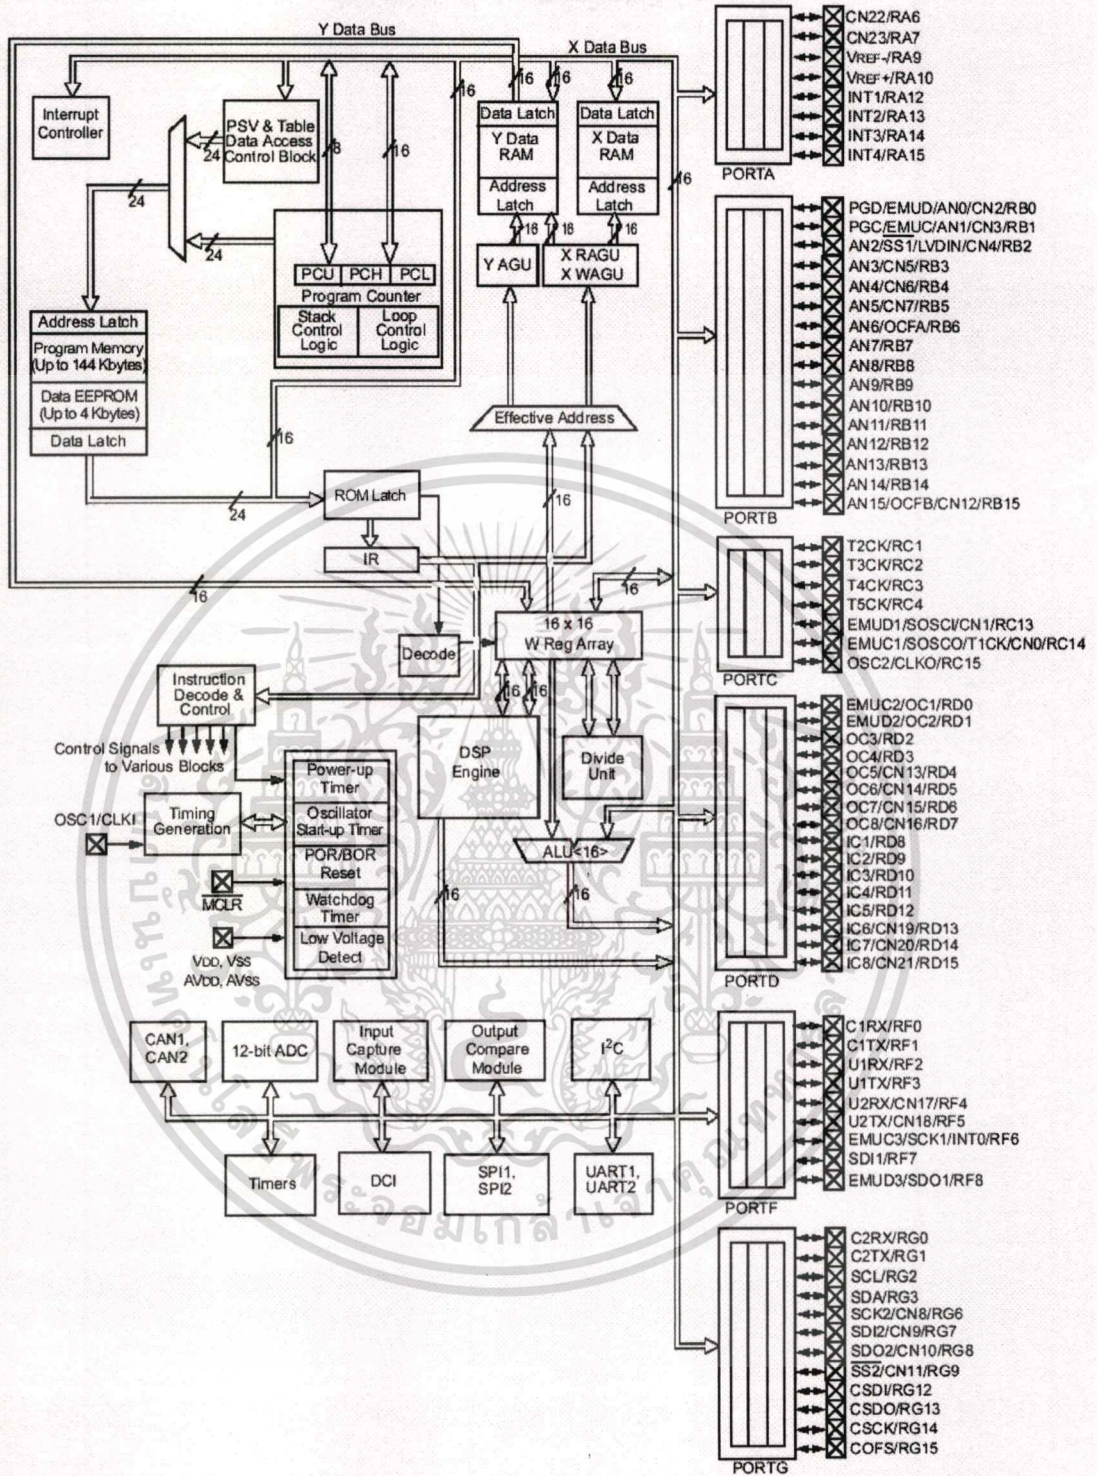 Y Data Bus
X Data Bus
16
16
16
16
Interrupt
Controller
PSV & Table
Data Access
Control Block
8
16
24
24
24
Data Latch
Y Data
RAM
Address
Latch
Data Latch
X Data
RAM
Address
Latch
16
16
16
16
Y AGU
X RAGU
X WAGU
PCU
PCH
PCL
Program Counter
Stack
Control
Logic
Loop
Control
Logic
Address Latch
Program Memory
(Up to 144 Kbytes)
Data EEPROM
(Up to 4 Kbytes)
Data Latch
Effective Address
16
24
ROM Latch
16
IR
16
16
16 x 16
W Reg Array
Decode
16
16
Instruction
Decode &
Control
Control Signals
to Various Blocks
DSP
Engine
Divide
Unit
Power-up
Timer
Oscillator
Start-up Timer
POR/BOR
Reset
Watchdog
Timer
Low Voltage
Detect
OSC1/CLKI
Timing
Generation
MCLR
VDD, VSS
AVDD, AVSS
ALU<16>
16
16
CAN1,
CAN2
12-bit ADC
Input
Capture
Module
Output
Compare
Module
I²C
Timers
DCI
SPI1,
SPI2
UART1,
UART2
CN22/RA6
CN23/RA7
VREF-/RA9
VREF+/RA10
INT1/RA12
INT2/RA13
INT3/RA14
INT4/RA15
PORTA
PGD/EMUD/AN0/CN2/RB0
PGC/EMUC/AN1/CN3/RB1
AN2/SS1/LVDIN/CN4/RB2
AN3/CN5/RB3
AN4/CN6/RB4
AN5/CN7/RB5
AN6/OCFA/RB6
AN7/RB7
AN8/RB8
AN9/RB9
AN10/RB10
AN11/RB11
AN12/RB12
AN13/RB13
AN14/RB14
AN15/OCFB/CN12/RB15
PORTB
T2CK/RC1
T3CK/RC2
T4CK/RC3
T5CK/RC4
EMUD1/SOSCI/CN1/RC13
EMUC1/SOSCO/T1CK/CN0/RC14
OSC2/CLKO/RC15
PORTC
EMUC2/OC1/RD0
EMUD2/OC2/RD1
OC3/RD2
OC4/RD3
OC5/CN13/RD4
OC6/CN14/RD5
OC7/CN15/RD6
OC8/CN16/RD7
IC1/RD8
IC2/RD9
IC3/RD10
IC4/RD11
IC5/RD12
IC6/CN19/RD13
IC7/CN20/RD14
IC8/CN21/RD15
PORTD
C1RX/RF0
C1TX/RF1
U1RX/RF2
U1TX/RF3
U2RX/CN17/RF4
U2TX/CN18/RF5
EMUC3/SCK1/INT0/RF6
SDI1/RF7
EMUD3/SDO1/RF8
PORTF
C2RX/RG0
C2TX/RG1
SCL/RG2
SDA/RG3
SCK2/CN8/RG6
SDI2/CN9/RG7
SDO2/CN10/RG8
SS2/CN11/RG9
CSDI/RG12
CSDO/RG13
CSCK/RG14
COFS/RG15
PORTG